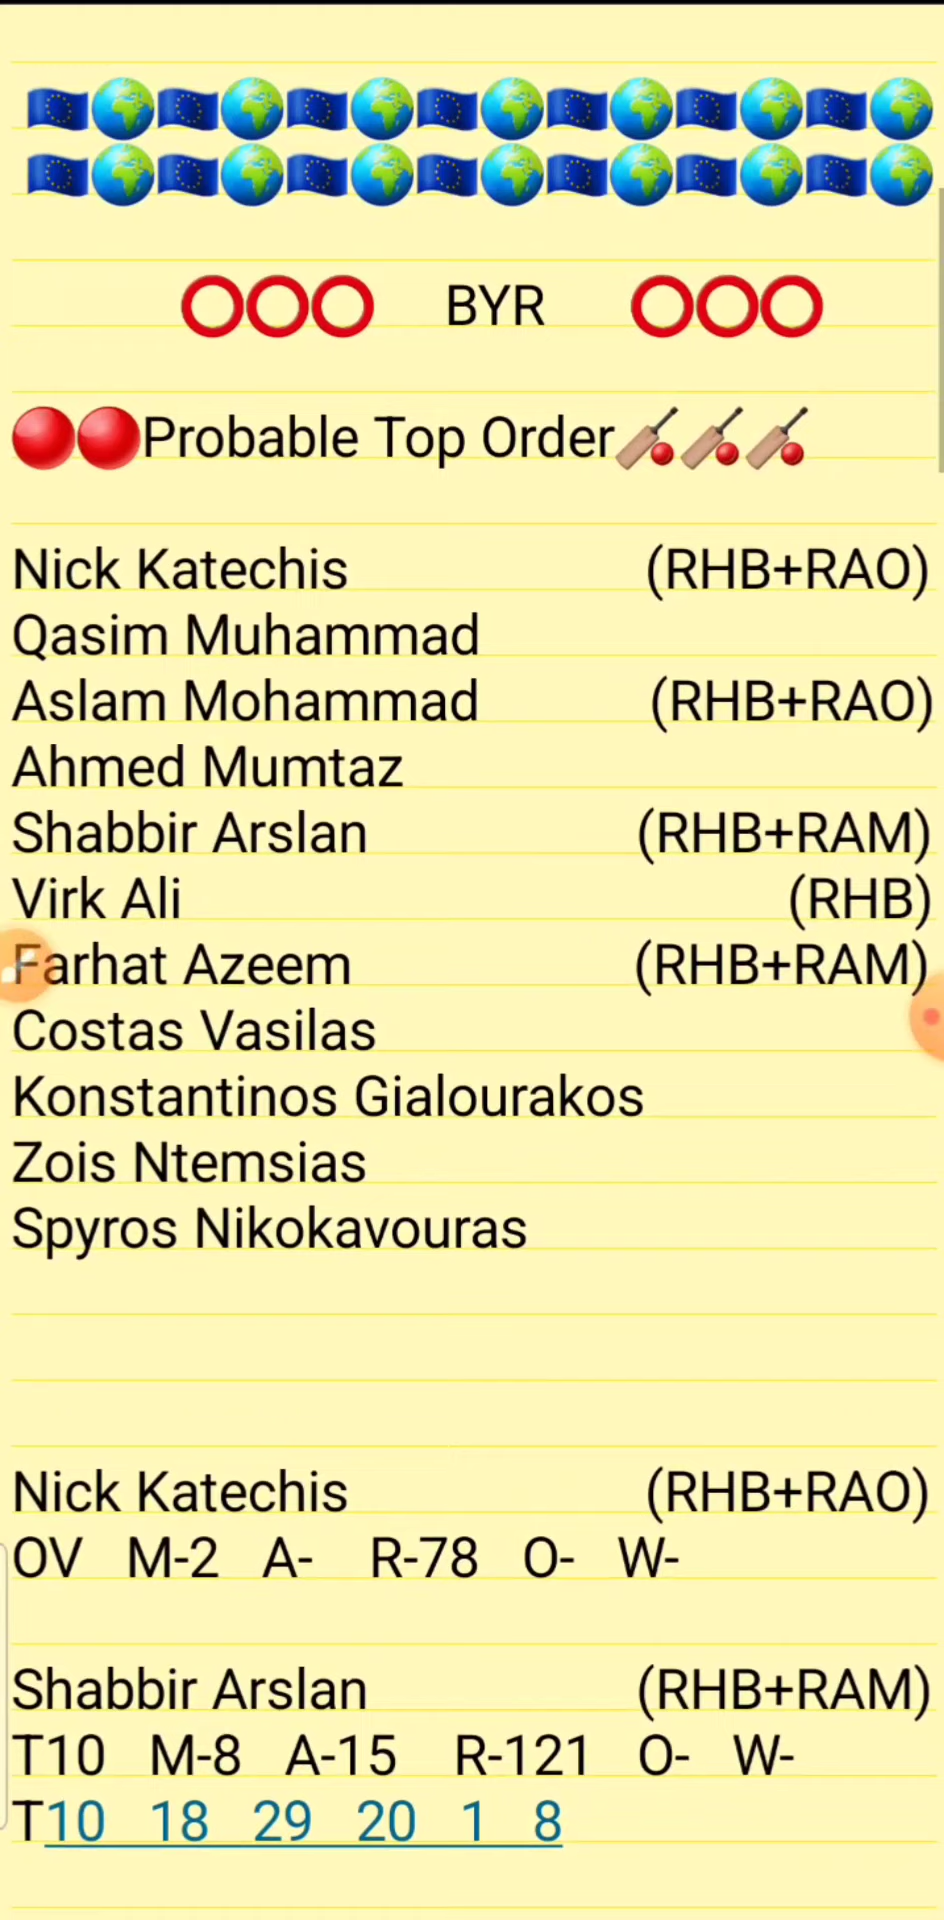 BYR
Probable Top Order
Nick Katechis (RHB+RAO)
Qasim Muhammad
Aslam Mohammad (RHB+RAO)
Ahmed Mumtaz
Shabbir Arslan (RHB+RAM)
Virk Ali (RHB)
Farhat Azeem (RHB+RAM)
Costas Vasilas
Konstantinos Gialourakos
Zois Ntemsias
Spyros Nikokavouras
Nick Katechis (RHB+RAO)
OV M-2 A- R-78 O- W-
Shabbir Arslan (RHB+RAM)
T10 M-8 A-15 R-121 O- W-
T10 18 29 20 1 8